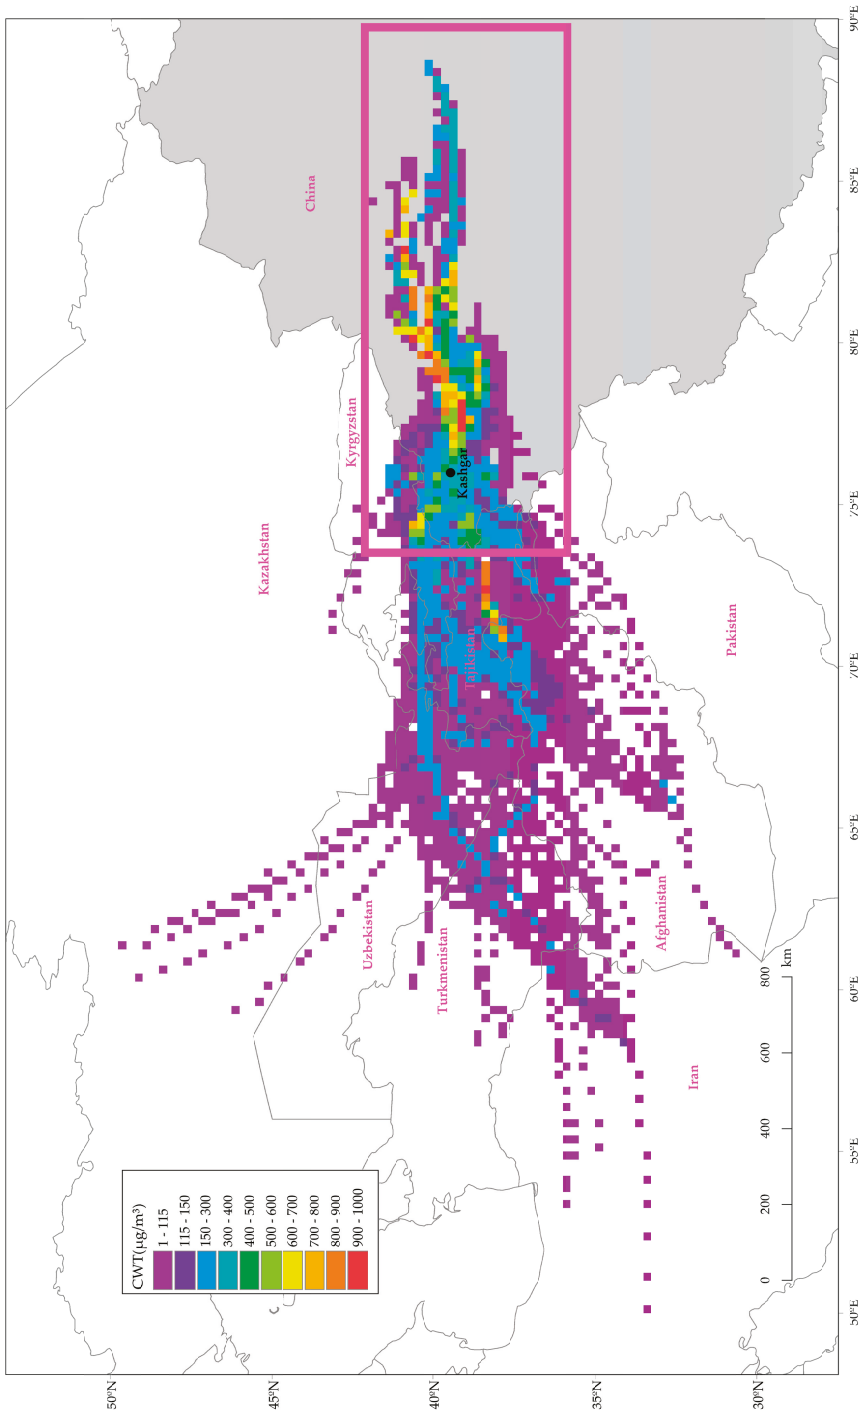 50°N
45°N
40°N
35°N
30°N
CWT(µg/m³)
1 - 115
115 - 150
150 - 300
300 - 400
400 - 500
500 - 600
600 - 700
700 - 800
800 - 900
900 - 1000
Kazakhstan
China
Kyrgyzstan
Uzbekistan
Turkmenistan
Kashgar
Tajikistan
Afghanistan
Iran
Pakistan
0
200
400
600
800
km
50°E
55°E
60°E
65°E
70°E
75°E
80°E
85°E
90°E